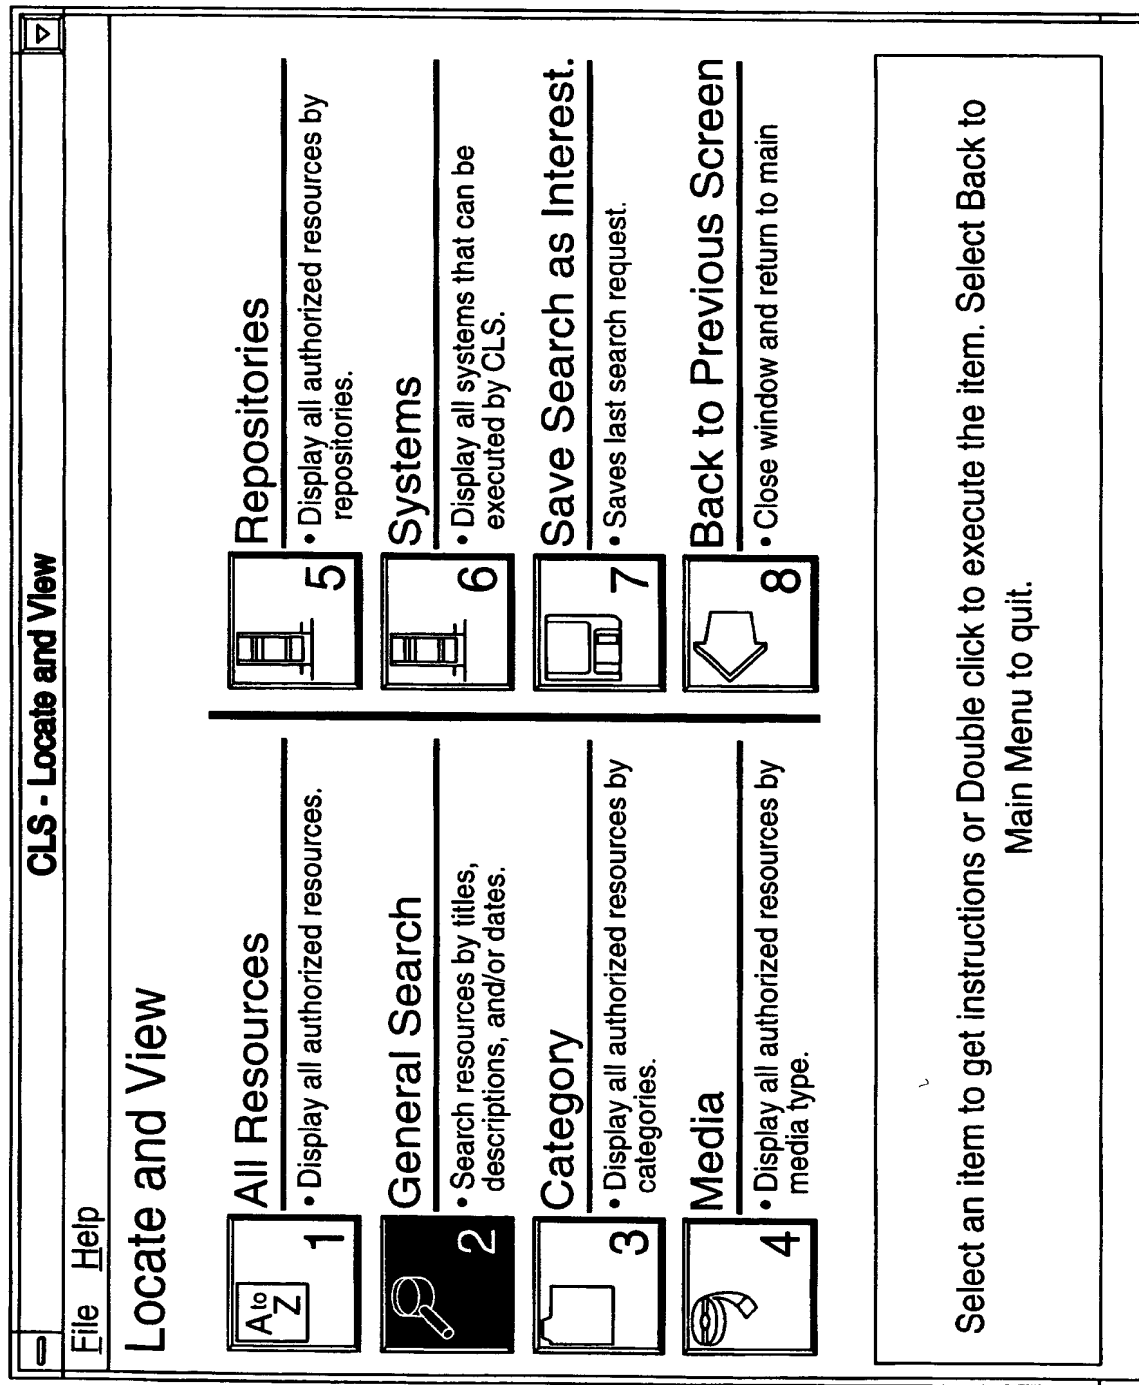 CLS - Locate and View
File Help
Locate and View
A to
Z
1
All Resources
• Display all authorized resources.
2
General Search
• Search resources by titles,
descriptions, and/or dates.
3
Category
• Display all authorized resources by
categories.
4
Media
• Display all authorized resources by
media type.
5
Repositories
• Display all authorized resources by
repositories.
6
Systems
• Display all systems that can be
executed by CLS.
7
Save Search as Interest.
• Saves last search request.
8
Back to Previous Screen
• Close window and return to main
Select an item to get instructions or Double click to execute the item. Select Back to
Main Menu to quit.